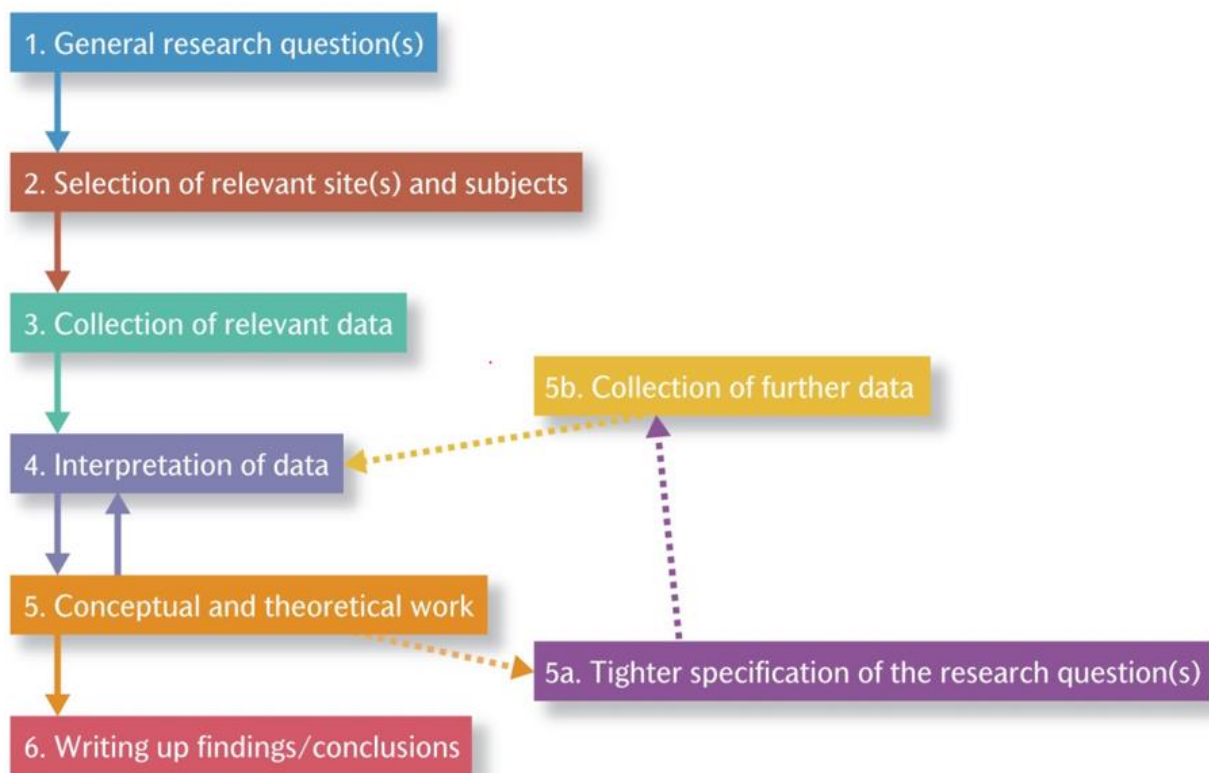 1. General research question(s)
2. Selection of relevant site(s) and subjects
3. Collection of relevant data
5b. Collection of further data
4. Interpretation of data
5. Conceptual and theoretical work
5a. Tighter specification of the research question(s)
6. Writing up findings/conclusions